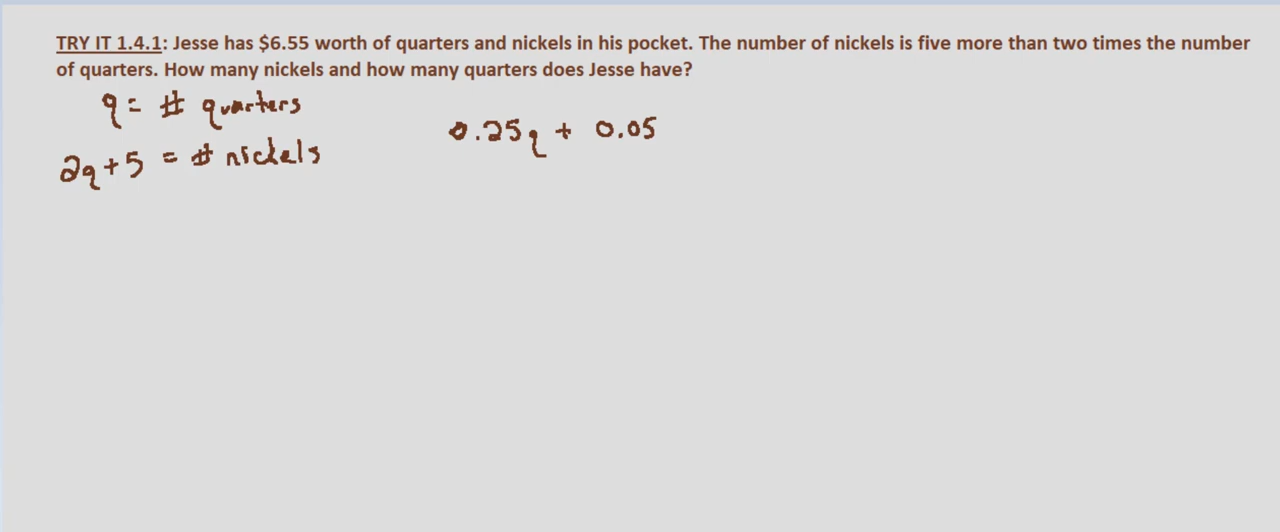 TRY IT 1.4.1: Jesse has $6.55 worth of quarters and nickels in his pocket. The number of nickels is five more than two times the number
of quarters. How many nickels and how many quarters does Jesse have?
q = # quarters
0.25q + 0.05
2q + 5 = # nickels